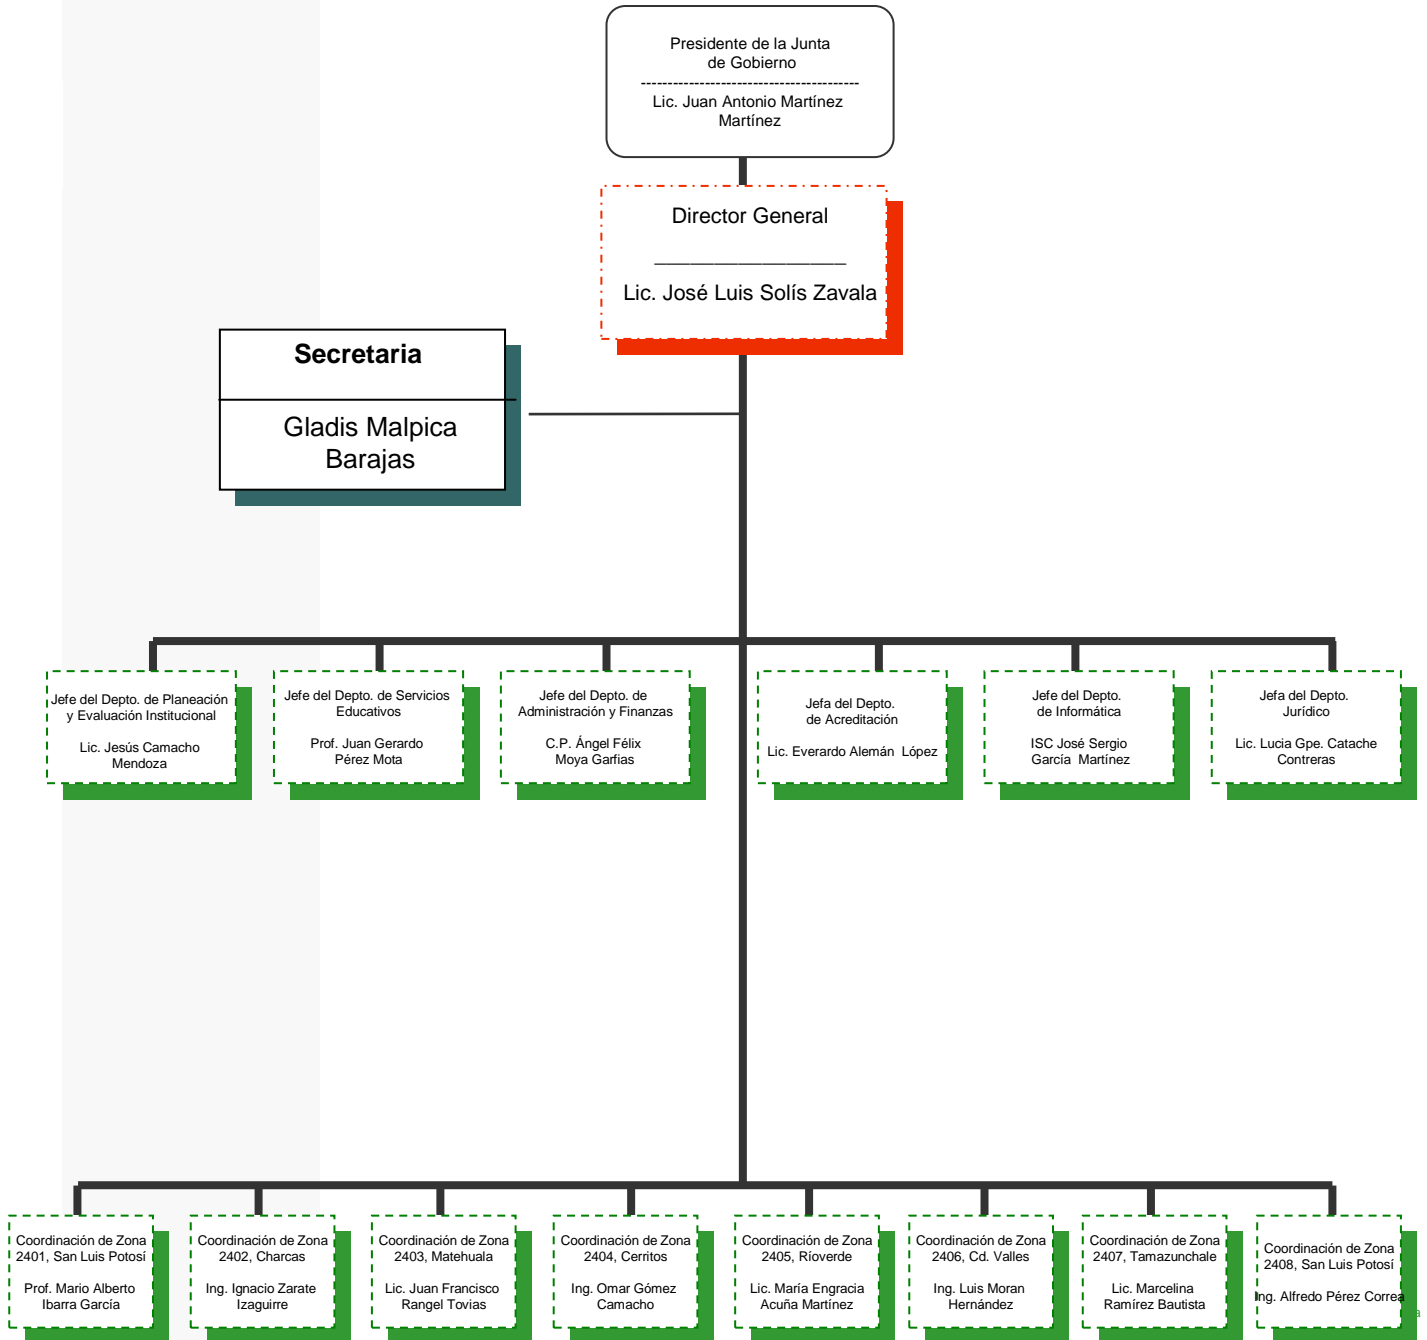 Presidente de la Junta
de Gobierno
-----------------------------------------
Lic. Juan Antonio Martínez
Martínez
Director General
________________
Lic. José Luis Solís Zavala
Secretaria
Gladis Malpica
Barajas
Jefe del Depto. de Planeación
y Evaluación Institucional
Lic. Jesús Camacho
Mendoza
Jefe del Depto. de Servicios
Educativos
Prof. Juan Gerardo
Pérez Mota
Jefe del Depto. de
Administración y Finanzas
C.P. Ángel Félix
Moya Garfias
Jefa del Depto.
de Acreditación
Lic. Everardo Alemán  López
Jefe del Depto.
de Informática
ISC José Sergio
García  Martínez
Jefa del Depto.
Jurídico
Lic. Lucia Gpe. Catache
Contreras
Coordinación de Zona
2401, San Luis Potosí
Prof. Mario Alberto
Ibarra García
Coordinación de Zona
2402, Charcas
Ing. Ignacio Zarate
Izaguirre
Coordinación de Zona
2403, Matehuala
Lic. Juan Francisco
Rangel Tovias
Coordinación de Zona
2404, Cerritos
Ing. Omar Gómez
Camacho
Coordinación de Zona
2405, Rioverde
Lic. María Engracia
Acuña Martínez
Coordinación de Zona
2406, Cd. Valles
Ing. Luis Moran
Hernández
Coordinación de Zona
2407, Tamazunchale
Lic. Marcelina
Ramírez Bautista
Coordinación de Zona
2408, San Luis Potosí
Ing. Alfredo Pérez Correa